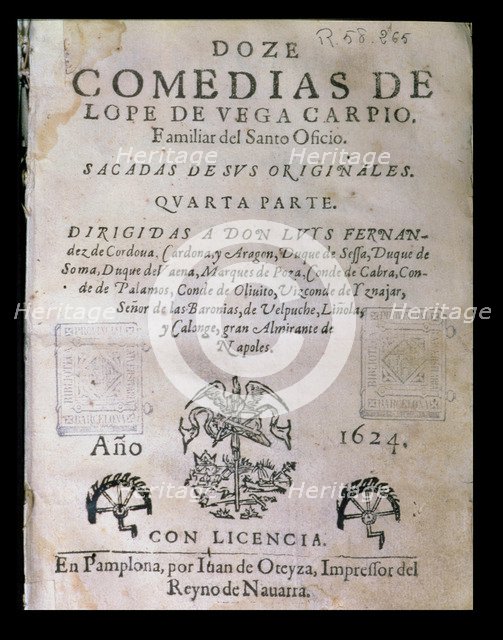 R. 58. 265
DOZE
COMEDIAS DE
LOPE DE VEGA CARPIO.
Familiar del Santo Oficio.
SACADAS DE SVS ORIGINALES.
QVARTA PARTE.
DIRIGIDAS A DON LVYS FERNAN-
dez de Cordoua, Cardona, y Aragon, Duque de Sessa, Duque de
Soma, Duque de Vaena, Marques de Poza, Conde de Cabra, Con-
de de Palamos, Conde de Oliuito, Vizconde de Yznajar,
Señor de las Baronias, de Velpuche, Liñola,
y Calonge, gran Almirante de
Napoles.
Año 1624.
CON LICENCIA.
En Pamplona, por Iuan de Oteyza, Impressor del
Reyno de Nauarra.
BARCELONA
BARCELONA
Heritage
Heritage
Heritage
Heritage
Heritage
Heritage
Heritage
Heritage